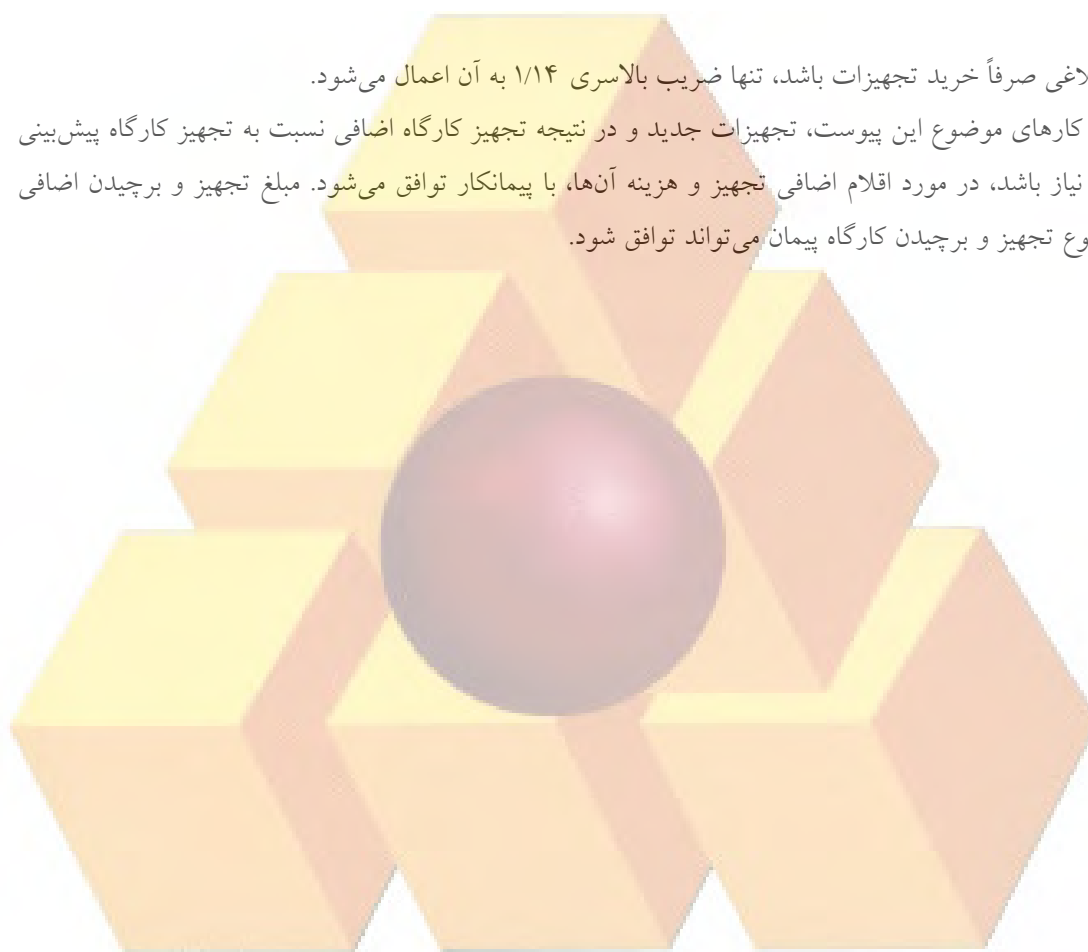 لاغی صرفاً خرید تجهیزات باشد، تنها ضریب بالاسری ۱/۱۴ به آن اعمال می‌شود.
کارهای موضوع این پیوست، تجهیزات جدید و در نتیجه تجهیز کارگاه اضافی نسبت به تجهیز کارگاه پیش‌بینی
نیاز باشد، در مورد اقلام اضافی تجهیز و هزینه آن‌ها، با پیمانکار توافق می‌شود. مبلغ تجهیز و برچیدن اضافی
وع تجهیز و برچیدن کارگاه پیمان می‌تواند توافق شود.